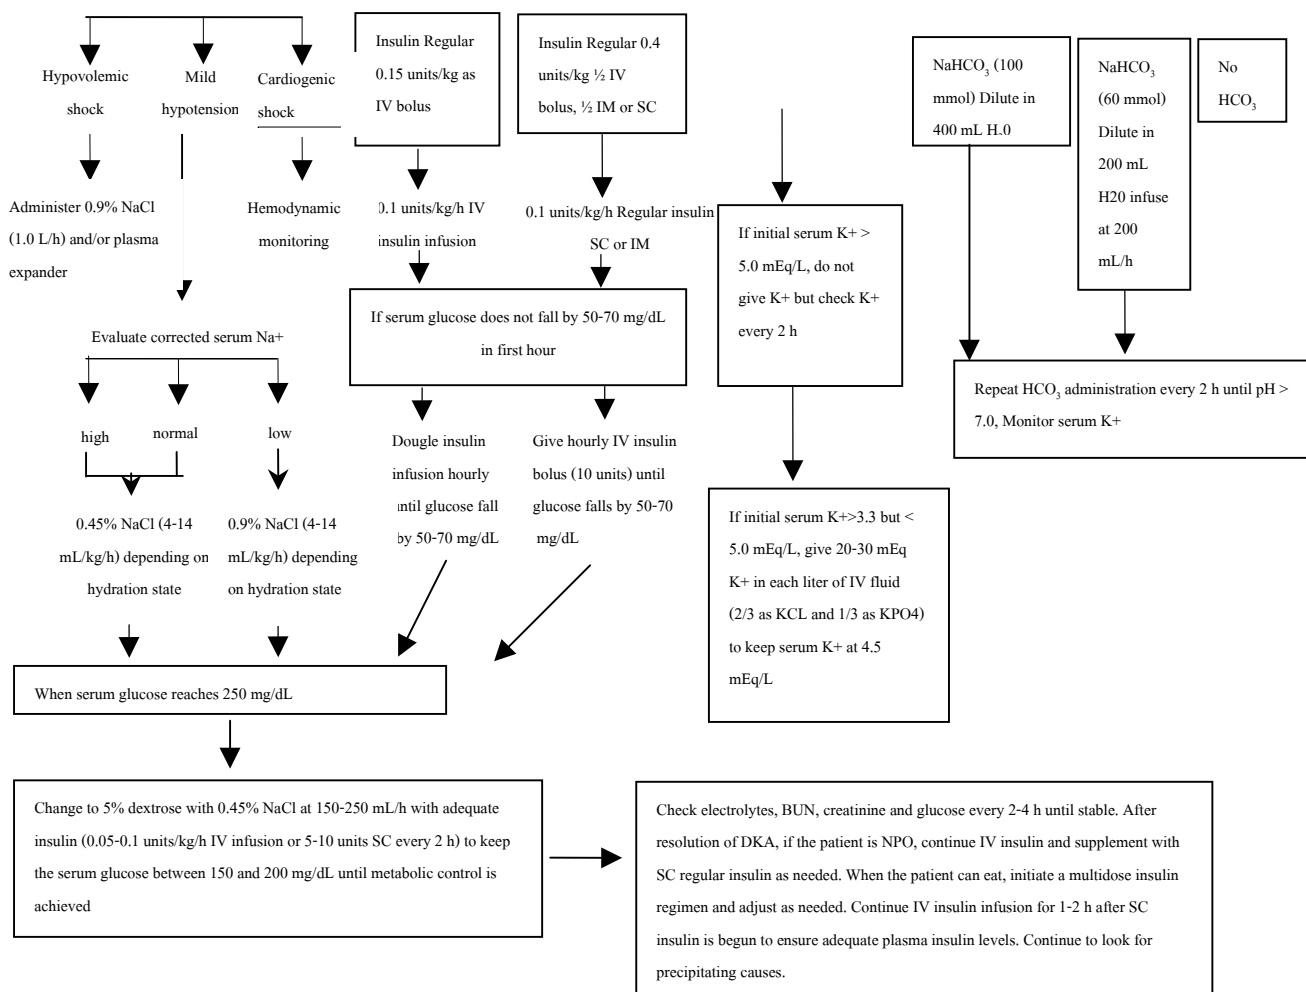 Hypovolemic
shock
Mild
hypotension
Cardiogenic
shock
Insulin Regular
0.15 units/kg as
IV bolus
Insulin Regular 0.4
units/kg ½ IV
bolus, ½ IM or SC
NaHCO3 (100
mmol) Dilute in
400 mL H20
NaHCO3
(60 mmol)
Dilute in
200 mL
H20 infuse
at 200
mL/h
No
HCO3
Administer 0.9% NaCl
(1.0 L/h) and/or plasma
expander
Hemodynamic
monitoring
0.1 units/kg/h IV
insulin infusion
0.1 units/kg/h Regular insulin
SC or IM
If initial serum K+ >
5.0 mEq/L, do not
give K+ but check K+
every 2 h
Evaluate corrected serum Na+
If serum glucose does not fall by 50-70 mg/dL
in first hour
Repeat HCO3 administration every 2 h until pH >
7.0, Monitor serum K+
high
normal
low
Dougle insulin
infusion hourly
until glucose fall
by 50-70 mg/dL
Give hourly IV insulin
bolus (10 units) until
glucose falls by 50-70
mg/dL
0.45% NaCl (4-14
mL/kg/h) depending on
hydration state
0.9% NaCl (4-14
mL/kg/h) depending
on hydration state
If initial serum K+>3.3 but <
5.0 mEq/L, give 20-30 mEq
K+ in each liter of IV fluid
(2/3 as KCL and 1/3 as KPO4)
to keep serum K+ at 4.5
mEq/L
When serum glucose reaches 250 mg/dL
Change to 5% dextrose with 0.45% NaCl at 150-250 mL/h with adequate
insulin (0.05-0.1 units/kg/h IV infusion or 5-10 units SC every 2 h) to keep
the serum glucose between 150 and 200 mg/dL until metabolic control is
achieved
Check electrolytes, BUN, creatinine and glucose every 2-4 h until stable. After
resolution of DKA, if the patient is NPO, continue IV insulin and supplement with
SC regular insulin as needed. When the patient can eat, initiate a multidose insulin
regimen and adjust as needed. Continue IV insulin infusion for 1-2 h after SC
insulin is begun to ensure adequate plasma insulin levels. Continue to look for
precipitating causes.